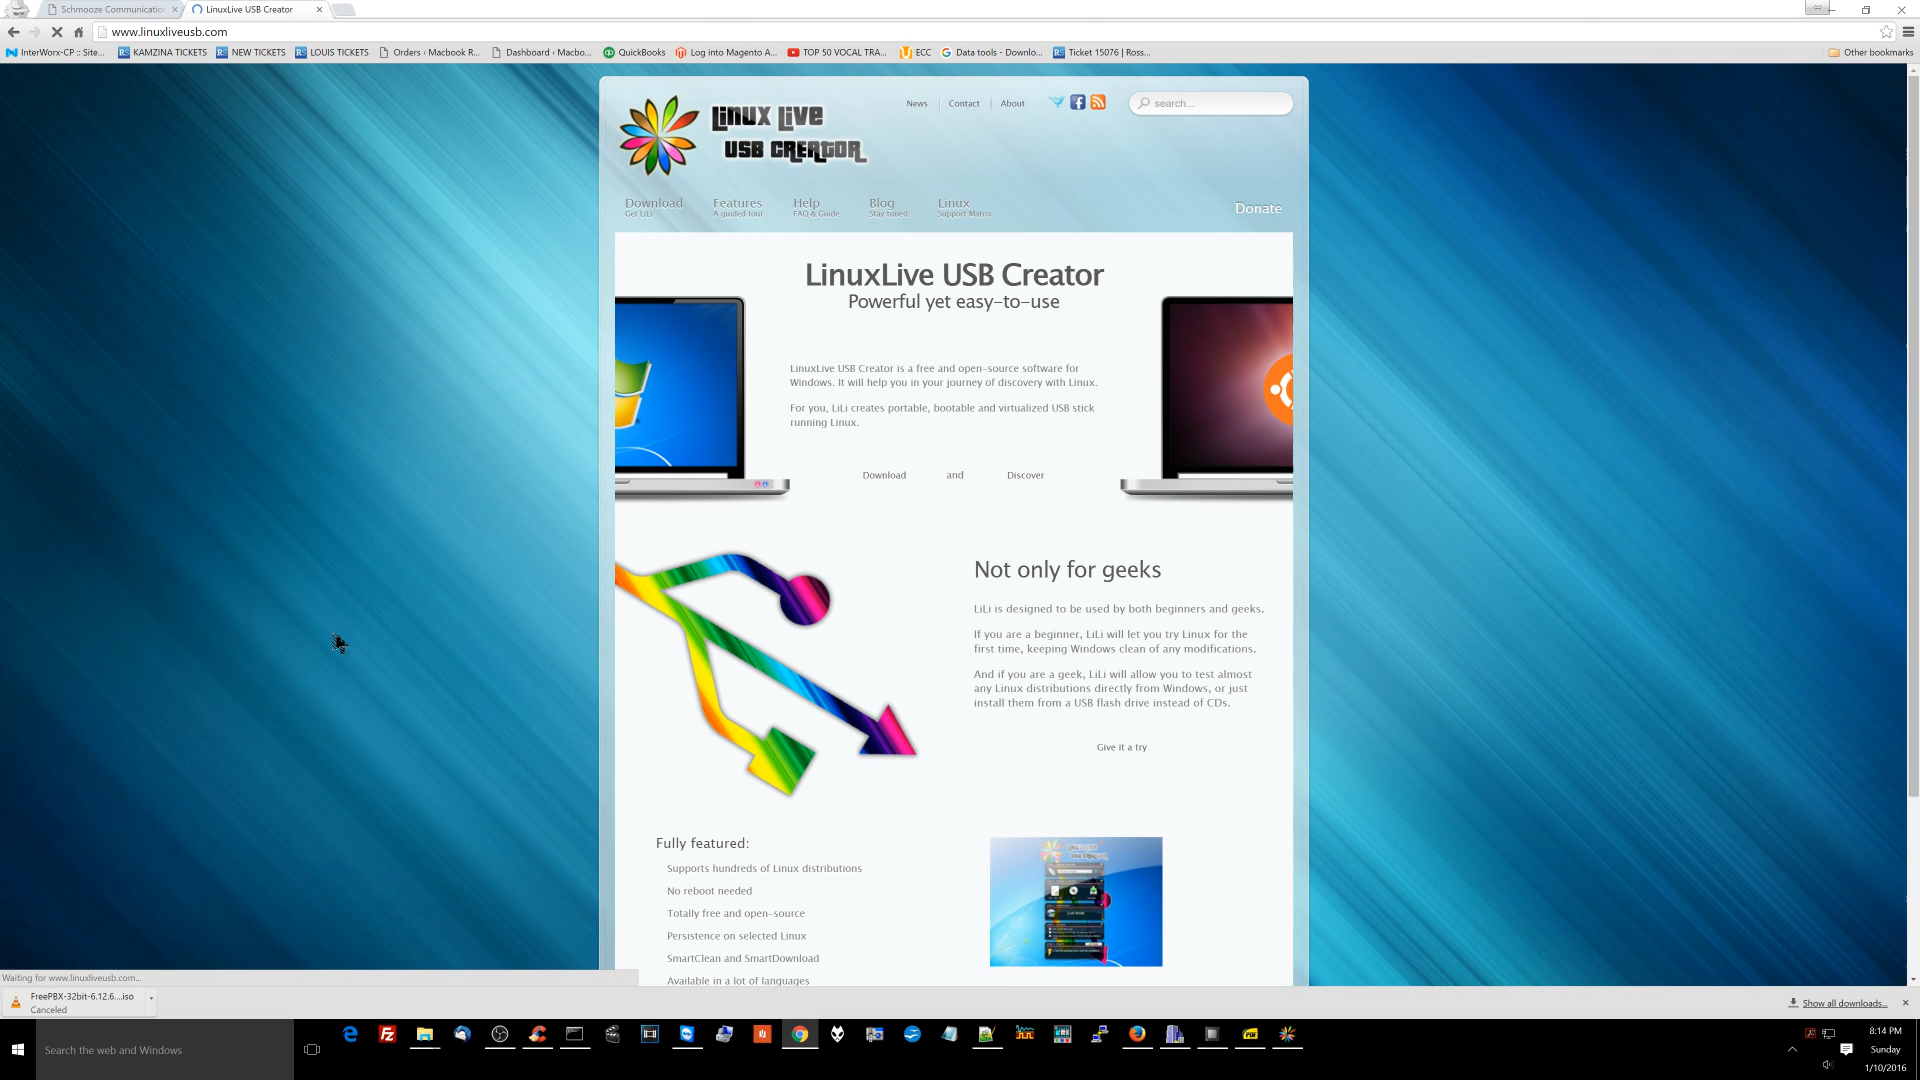 Schmooze Communicatio
LinuxLive USB Creator
www.linuxliveusb.com
InterWorx-CP :: Site...
KAMZINA TICKETS
NEW TICKETS
LOUIS TICKETS
Orders ‹ Macbook R...
Dashboard ‹ Macbo...
QuickBooks
Log into Magento A...
TOP 50 VOCAL TRA...
ECC
Data tools - Downlo...
Ticket 15076 | Ross...
Other bookmarks
LINUX LIVE
USB CREATOR
News
Contact
About
search...
Download
Get LiLi
Features
A guided tour
Help
FAQ & Guide
Blog
Stay tuned
Linux
Support Matrix
Donate
LinuxLive USB Creator
Powerful yet easy-to-use
LinuxLive USB Creator is a free and open-source software for
Windows. It will help you in your journey of discovery with Linux.
For you, LiLi creates portable, bootable and virtualized USB stick
running Linux.
Download and Discover
Not only for geeks
LiLi is designed to be used by both beginners and geeks.
If you are a beginner, LiLi will let you try Linux for the
first time, keeping Windows clean of any modifications.
And if you are a geek, LiLi will allow you to test almost
any Linux distributions directly from Windows, or just
install them from a USB flash drive instead of CDs.
Give it a try
Fully featured:
Supports hundreds of Linux distributions
No reboot needed
Totally free and open-source
Persistence on selected Linux
SmartClean and SmartDownload
Available in a lot of languages
Waiting for www.linuxliveusb.com...
FreePBX-32bit-6.12.6....iso
Canceled
Show all downloads...
Search the web and Windows
8:14 PM
Sunday
1/10/2016